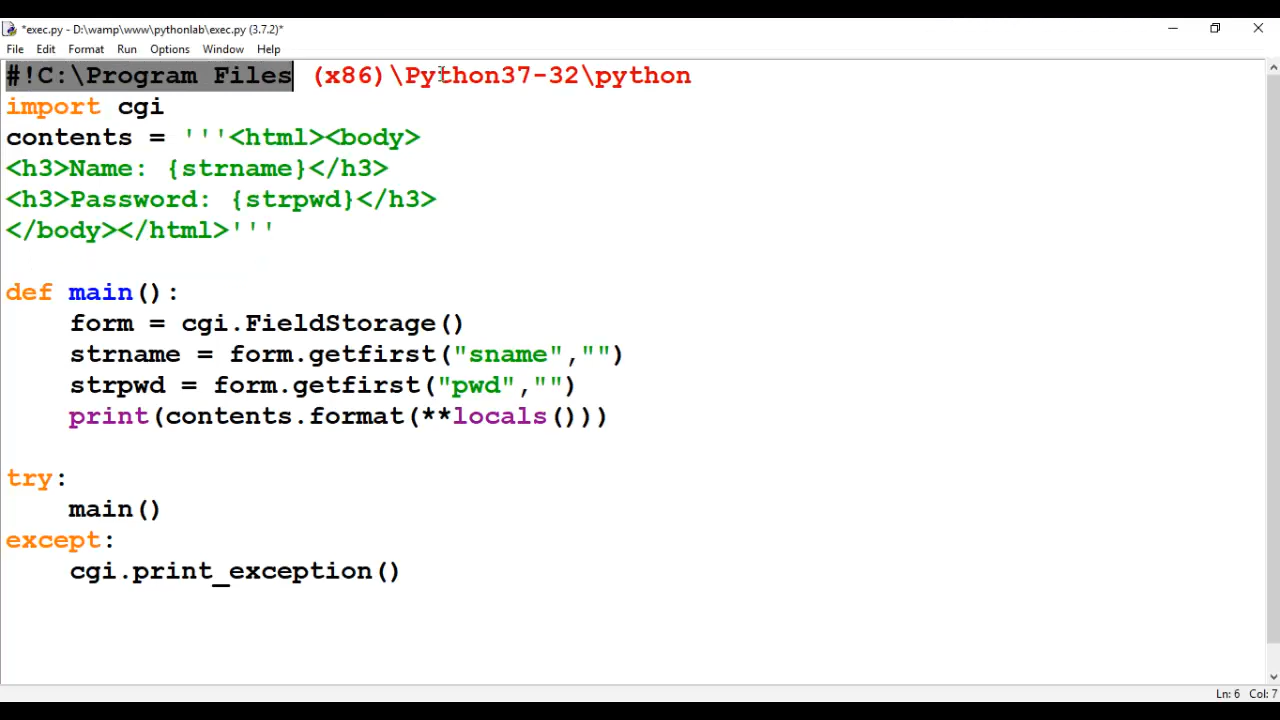 *exec.py - D:\wamp\www\pythonlab\exec.py (3.7.2)*
File Edit Format Run Options Window Help
#!C:\Program Files (x86)\Python37-32\python
import cgi
contents = '''<html><body>
<h3>Name: {strname}</h3>
<h3>Password: {strpwd}</h3>
</body></html>'''
def main():
    form = cgi.FieldStorage()
    strname = form.getfirst("sname","")
    strpwd = form.getfirst("pwd","")
    print(contents.format(**locals()))
try:
    main()
except:
    cgi.print_exception()
Ln: 6 Col: 7